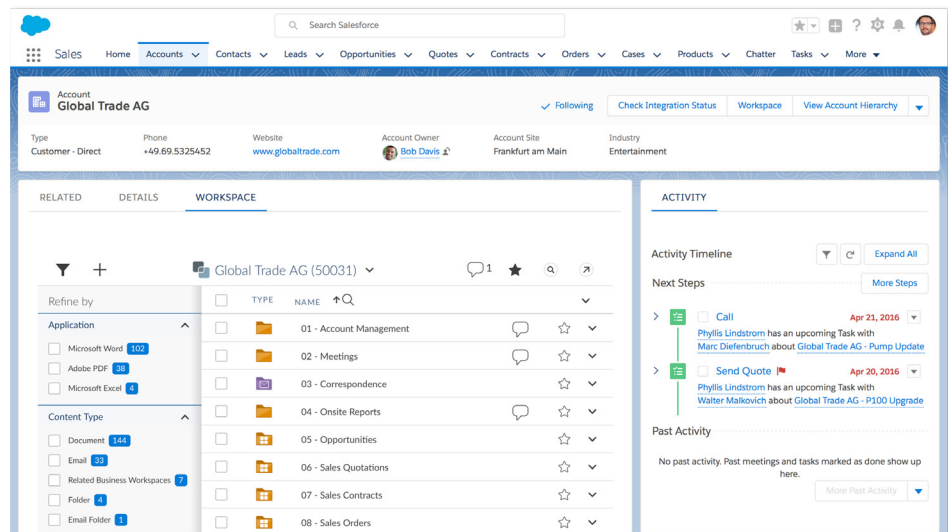 Search Salesforce
Sales Home Accounts Contacts Leads Opportunities Quotes Contracts Orders Cases Products Chatter Tasks More
Account
Global Trade AG
Following Check Integration Status Workspace View Account Hierarchy
Type Phone Website Account Owner Account Site Industry
Customer - Direct +49.69.5325452 www.globaltrade.com Bob Davis Frankfurt am Main Entertainment
RELATED DETAILS WORKSPACE
Global Trade AG (50031) 1
Refine by
Application
Microsoft Word 102
Adobe PDF 38
Microsoft Excel 4
Content Type
Document 144
Email 33
Related Business Workspaces 7
Folder 4
Email Folder 1
TYPE NAME
01 - Account Management
02 - Meetings
03 - Correspondence
04 - Onsite Reports
05 - Opportunities
06 - Sales Quotations
07 - Sales Contracts
08 - Sales Orders
ACTIVITY
Activity Timeline Expand All
Next Steps More Steps
Call Apr 21, 2016
Phyllis Lindstrom has an upcoming Task with
Marc Diefenbruch about Global Trade AG - Pump Update
Send Quote Apr 20, 2016
Phyllis Lindstrom has an upcoming Task with
Walter Malkovich about Global Trade AG - P100 Upgrade
Past Activity
No past activity. Past meetings and tasks marked as done show up
here.
More Past Activity